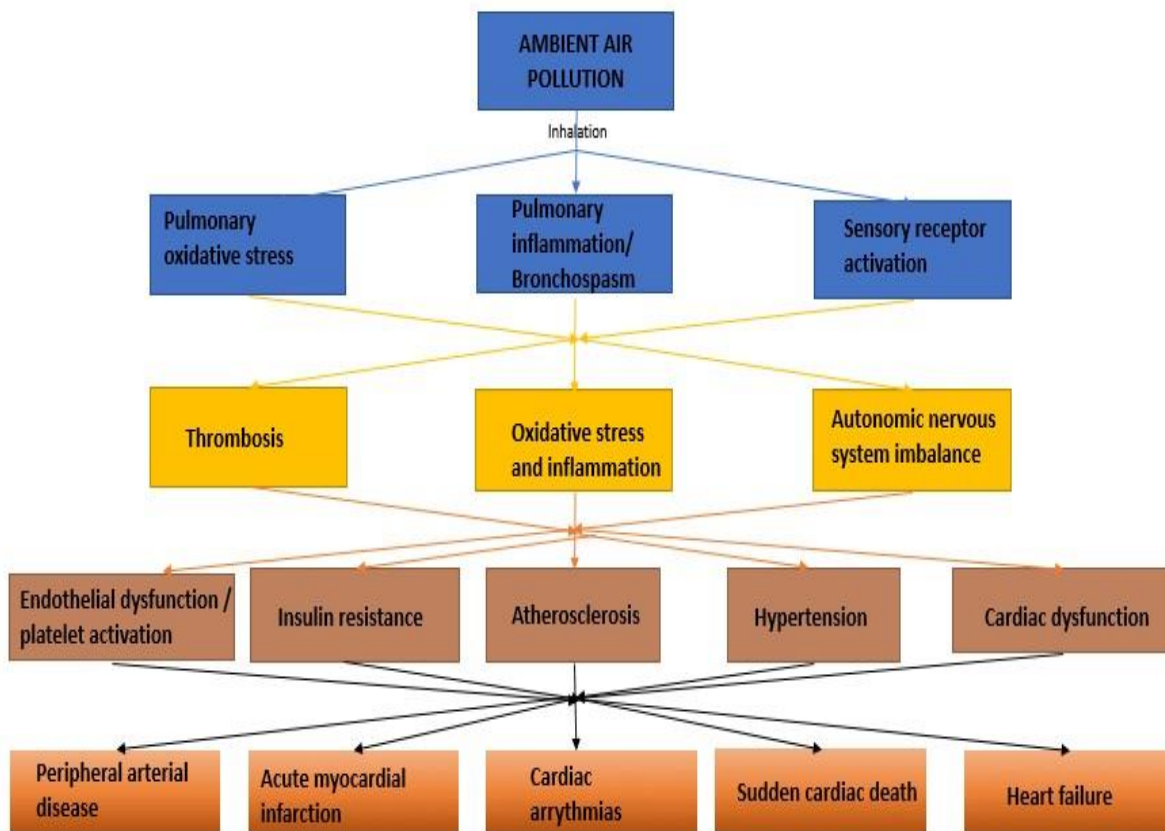 AMBIENT AIR
POLLUTION
Inhalation
Pulmonary
oxidative stress
Pulmonary
inflammation/
Bronchospasm
Sensory receptor
activation
Thrombosis
Oxidative stress
and inflammation
Autonomic nervous
system imbalance
Endothelial dysfunction /
platelet activation
Insulin resistance
Atherosclerosis
Hypertension
Cardiac dysfunction
Peripheral arterial
disease
Acute myocardial
infarction
Cardiac
arrythmias
Sudden cardiac death
Heart failure